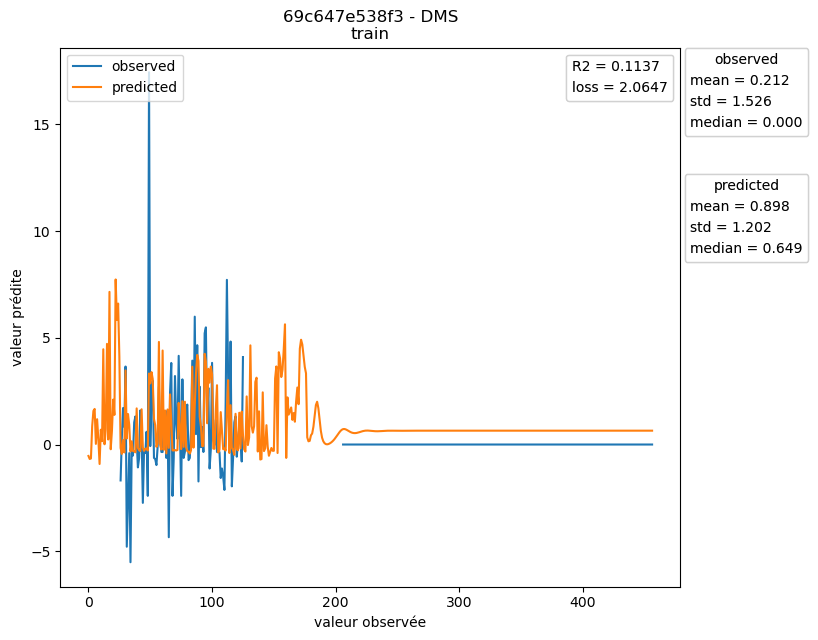 69c647e538f3 - DMS
train
observed
predicted
R2 = 0.1137
loss = 2.0647
observed
mean = 0.212
std = 1.526
median = 0.000
predicted
mean = 0.898
std = 1.202
median = 0.649
valeur prédite
15
10
5
0
−5
0
100
200
300
400
valeur observée